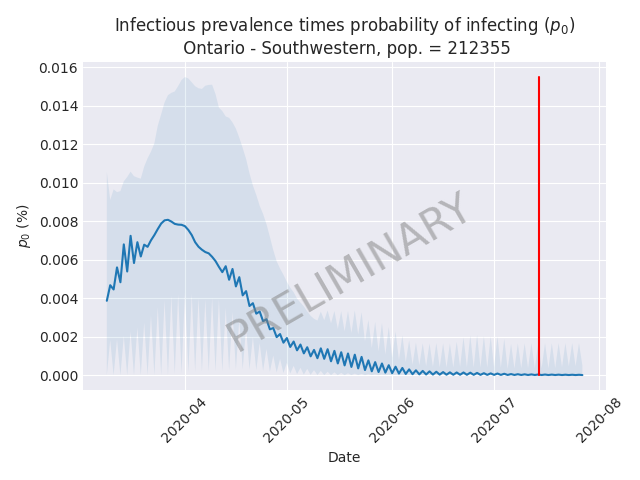 Infectious prevalence times probability of infecting (p₀)
Ontario - Southwestern, pop. = 212355
0.016
0.014
0.012
0.010
0.008
0.006
0.004
0.002
0.000
p₀ (%)
PRELIMINARY
2020-04
2020-05
2020-06
2020-07
2020-08
Date